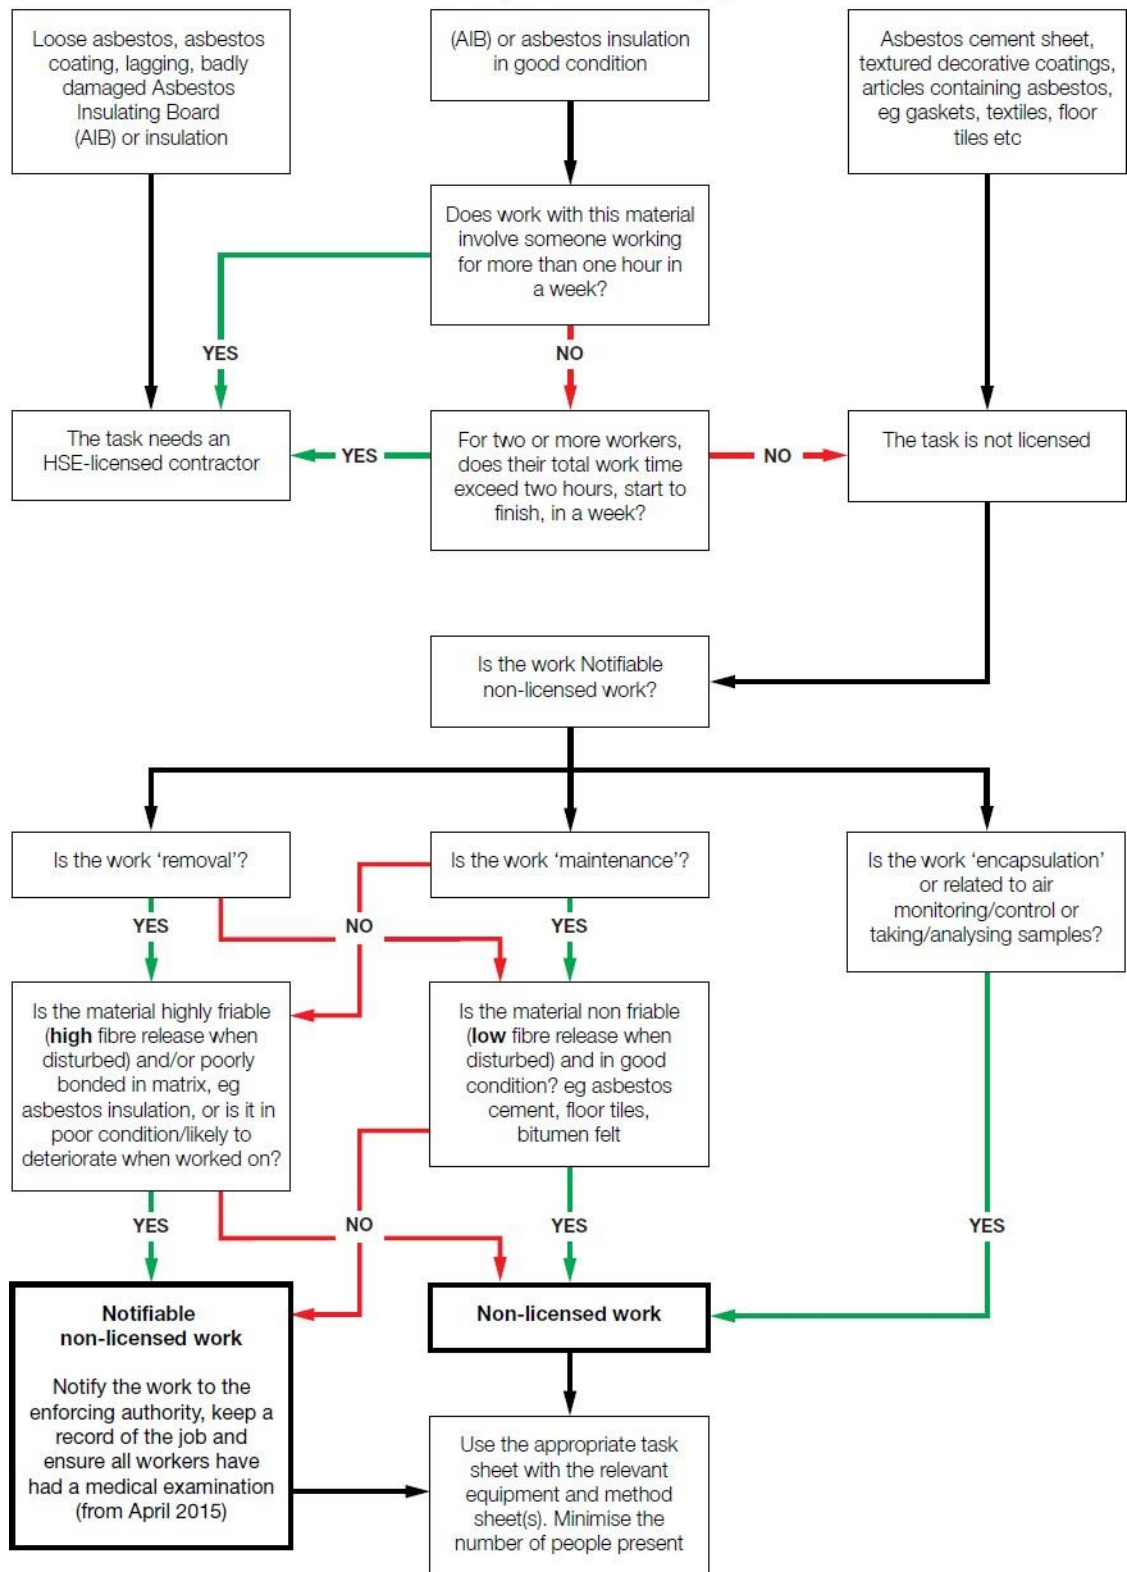 Loose asbestos, asbestos
coating, lagging, badly
damaged Asbestos
Insulating Board
(AIB) or insulation
(AIB) or asbestos insulation
in good condition
Asbestos cement sheet,
textured decorative coatings,
articles containing asbestos,
eg gaskets, textiles, floor
tiles etc
Does work with this material
involve someone working
for more than one hour in
a week?
YES
NO
The task needs an
HSE-licensed contractor
YES
For two or more workers,
does their total work time
exceed two hours, start to
finish, in a week?
NO
The task is not licensed
Is the work Notifiable
non-licensed work?
Is the work ‘removal’?
Is the work ‘maintenance’?
Is the work ‘encapsulation’
or related to air
monitoring/control or
taking/analysing samples?
YES
NO
YES
Is the material highly friable
(high fibre release when
disturbed) and/or poorly
bonded in matrix, eg
asbestos insulation, or is it in
poor condition/likely to
deteriorate when worked on?
Is the material non friable
(low fibre release when
disturbed) and in good
condition? eg asbestos
cement, floor tiles,
bitumen felt
YES
NO
YES
YES
Notifiable
non-licensed work
Notify the work to the
enforcing authority, keep a
record of the job and
ensure all workers have
had a medical examination
(from April 2015)
Non-licensed work
Use the appropriate task
sheet with the relevant
equipment and method
sheet(s). Minimise the
number of people present